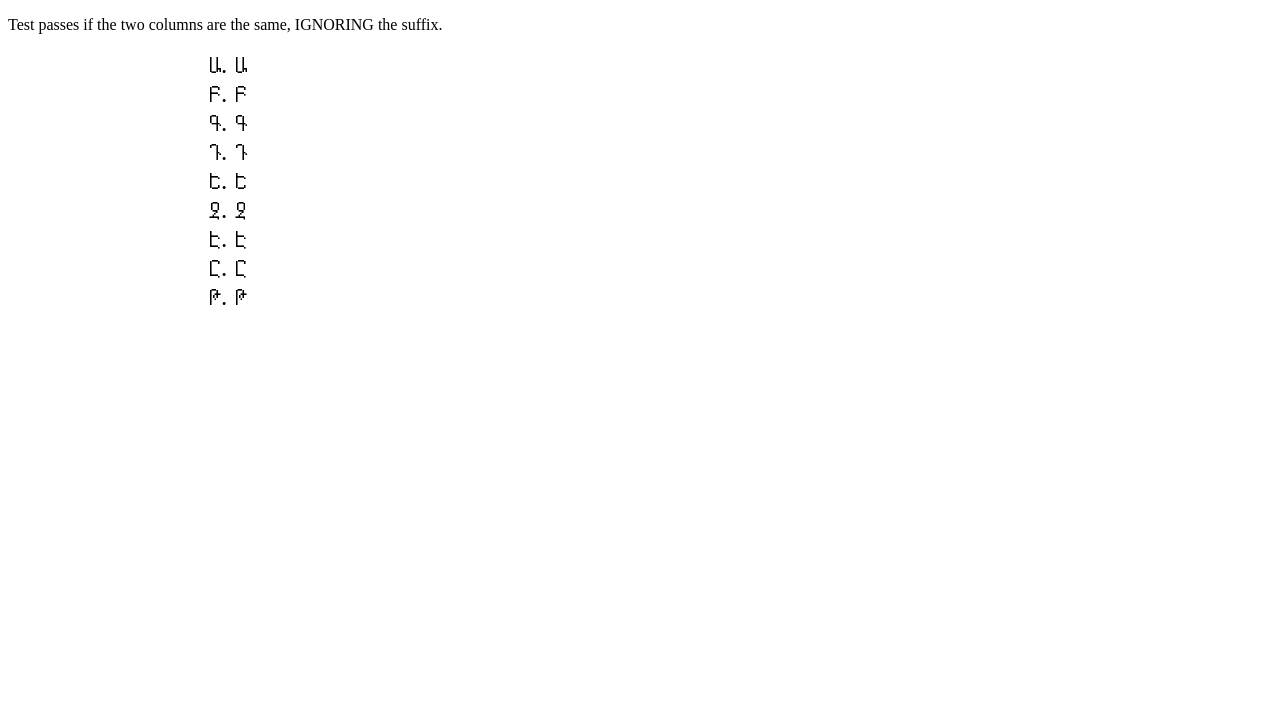 Test passes if the two columns are the same, IGNORING the suffix.
Ա. Ա
Բ. Բ
Գ. Գ
Դ. Դ
Ե. Ե
Զ. Զ
Է. Է
Ը. Ը
Թ. Թ